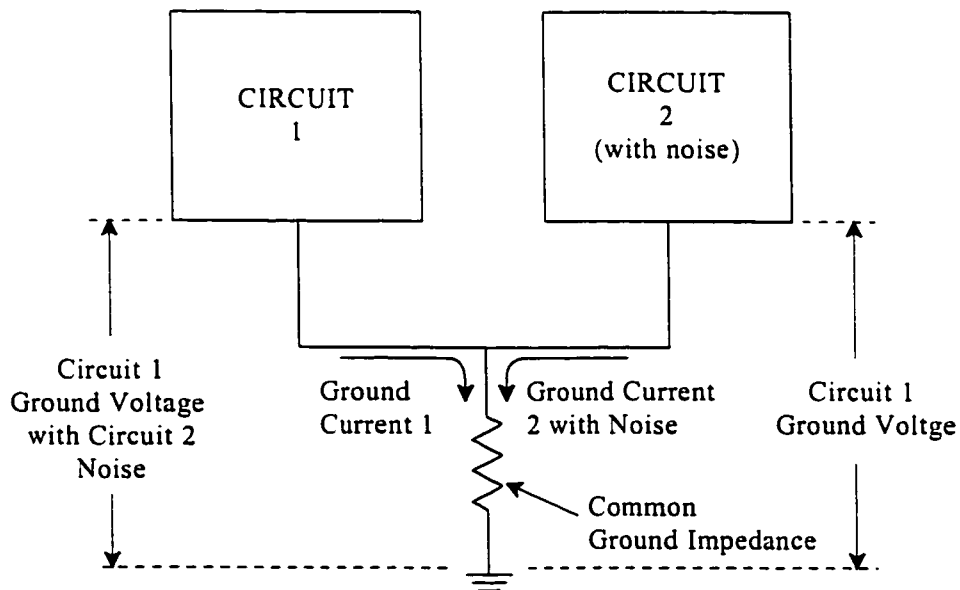 CIRCUIT
1
CIRCUIT
2
(with noise)
Circuit 1
Ground Voltage
with Circuit 2
Noise
Ground
Current 1
Ground Current
2 with Noise
Circuit 1
Ground Voltge
Common
Ground Impedance